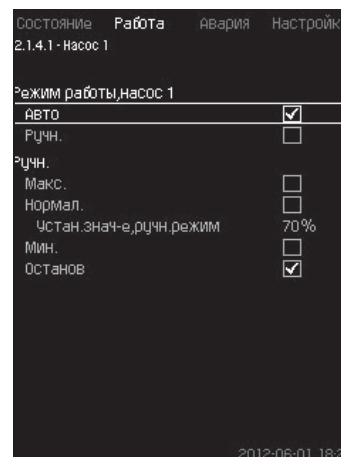 Состояние Работа Авария Настройк
2.1.4.1 - Насос 1
Режим работы,насос 1
Авто
Ручн.
Ручн.
Макс.
Нормал.
Устан.знач-е,ручн.режим 70%
Мин.
Останов
2012-06-01 18:2